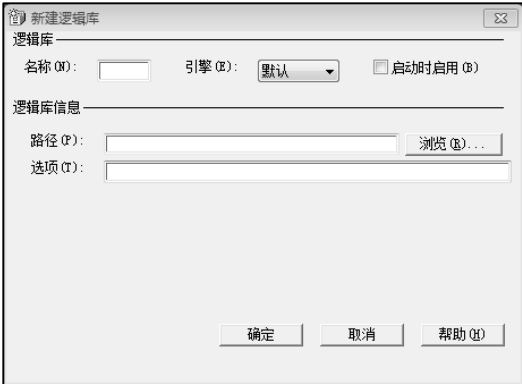 新建逻辑库
逻辑库
名称(N): 引擎(E): 默认 启动时启用(B)
逻辑库信息
路径(P): 浏览(R)...
选项(T):
确定 取消 帮助(H)